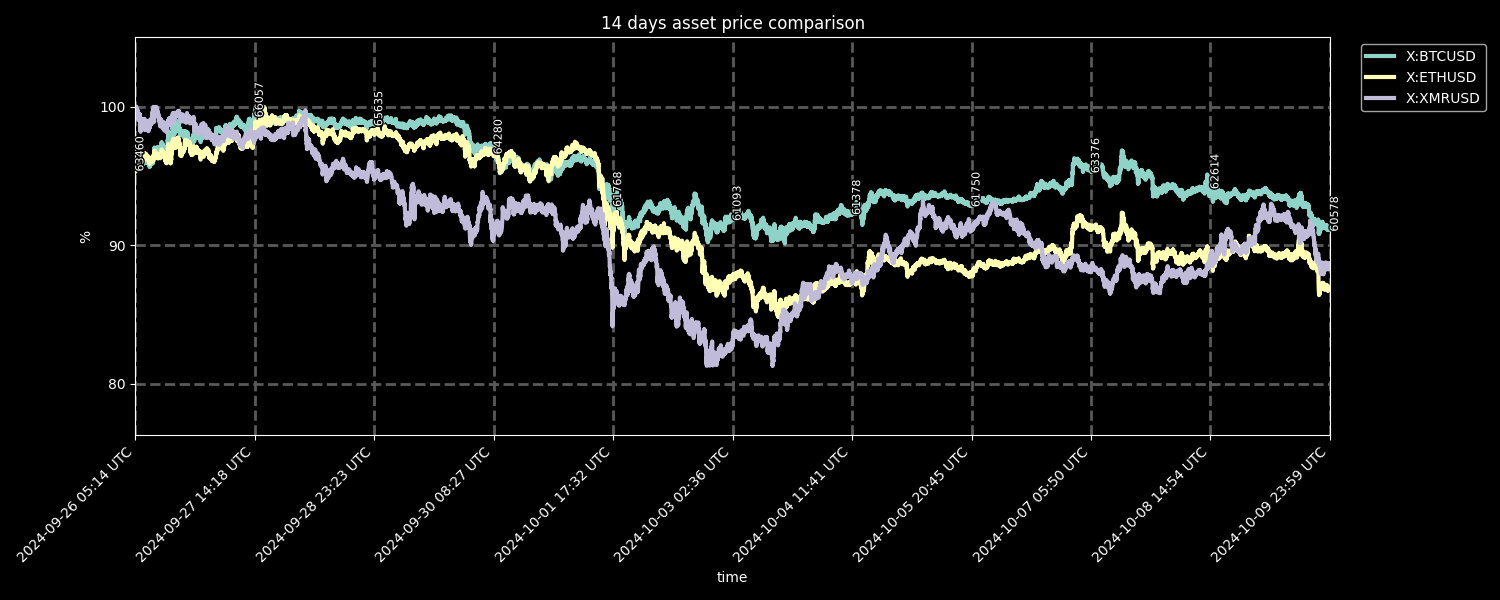 14 days asset price comparison
X:BTCUSD
X:ETHUSD
X:XMRUSD
%
100
90
80
63460
66057
65635
64280
61768
61093
61378
61750
63376
62614
60578
2024-09-26 05:14 UTC
2024-09-27 14:18 UTC
2024-09-28 23:23 UTC
2024-09-30 08:27 UTC
2024-10-01 17:32 UTC
2024-10-03 02:36 UTC
2024-10-04 11:41 UTC
2024-10-05 20:45 UTC
2024-10-07 05:50 UTC
2024-10-08 14:54 UTC
2024-10-09 23:59 UTC
time